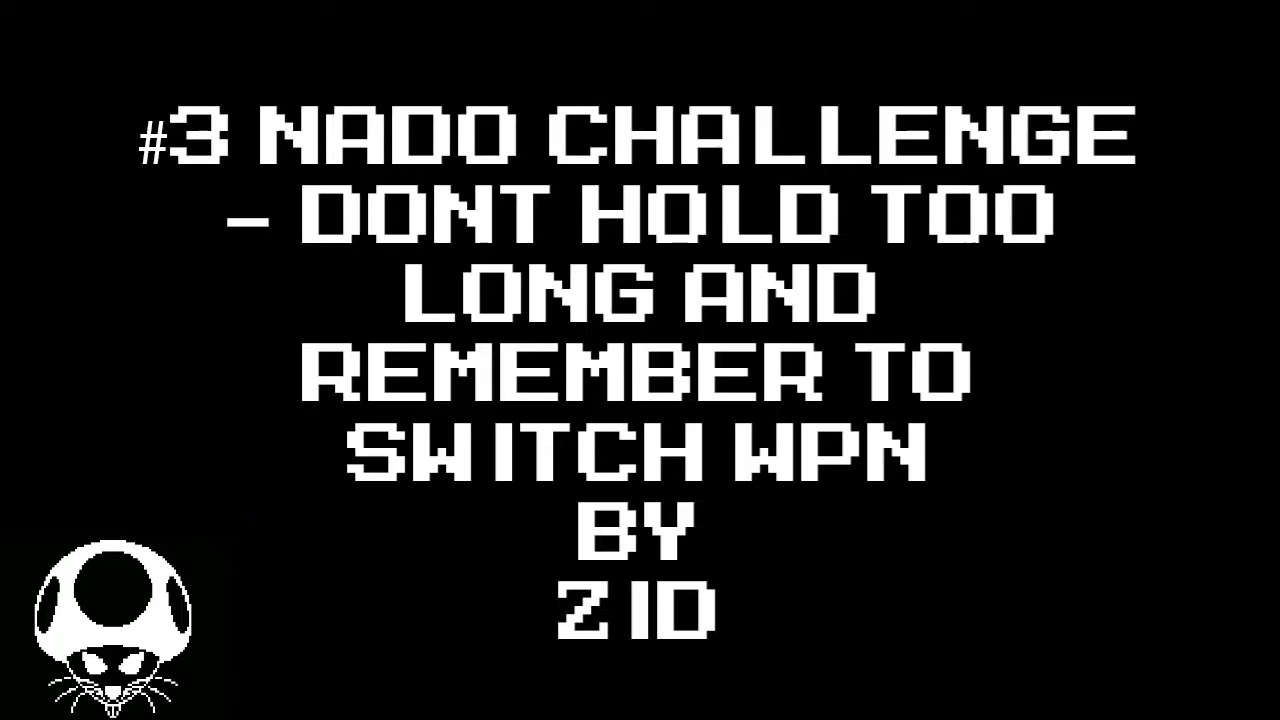 #3 NADO CHALLENGE
- DONT HOLD TOO
LONG AND
REMEMBER TO
SWITCH WPN
BY
ZID